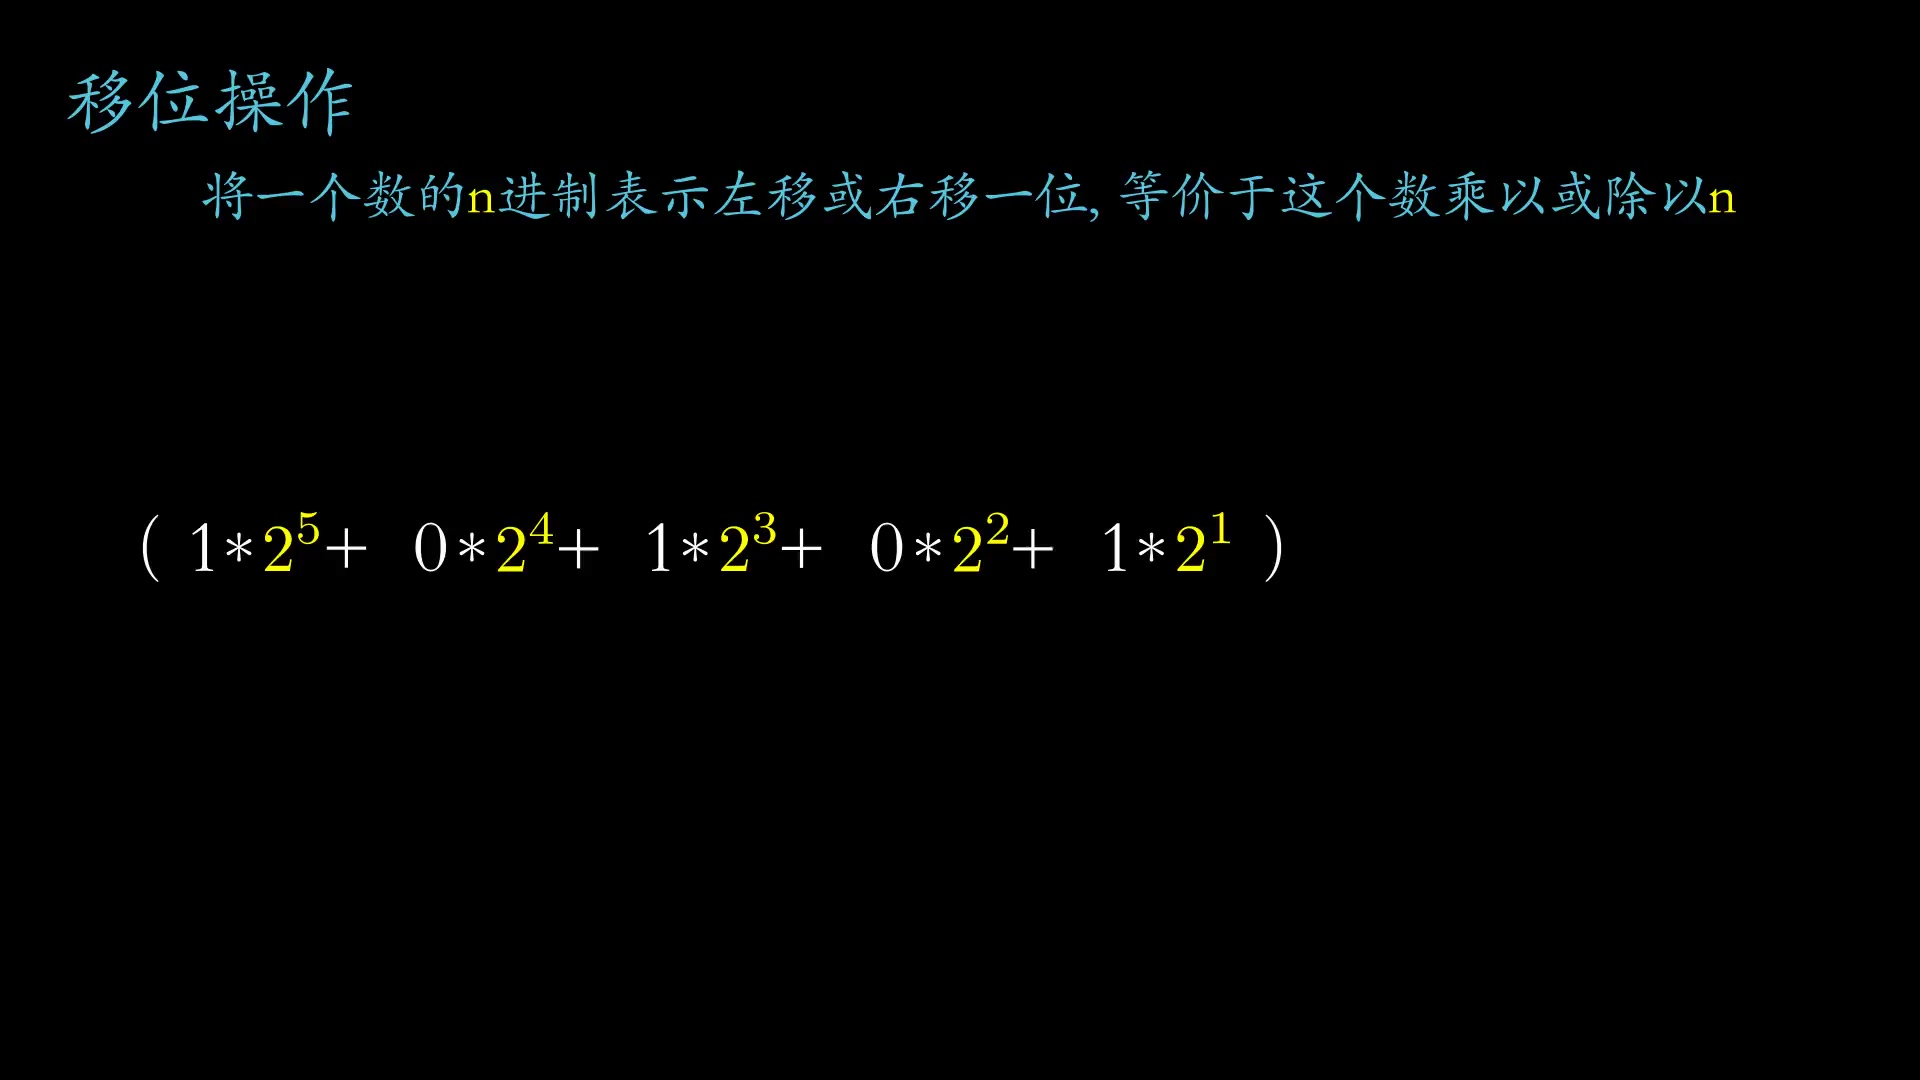 移位操作
将一个数的n进制表示左移或右移一位, 等价于这个数乘以或除以n
( 1*2^5+ 0*2^4+ 1*2^3+ 0*2^2+ 1*2^1 )